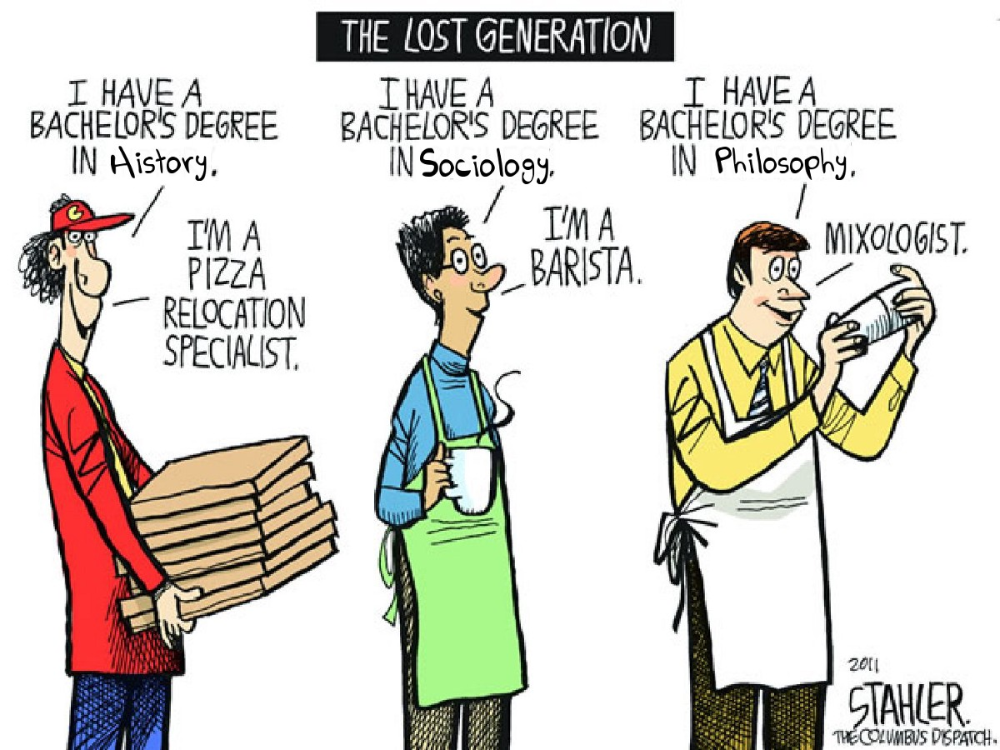 THE LOST GENERATION
I HAVE A
BACHELOR'S DEGREE
IN History.
I'M A
PIZZA
RELOCATION
SPECIALIST.
I HAVE A
BACHELOR'S DEGREE
IN Sociology.
I'M A
BARISTA.
I HAVE A
BACHELOR'S DEGREE
IN Philosophy.
MIXOLOGIST.
2011
STAHLER.
THE COLUMBUS DISPATCH.